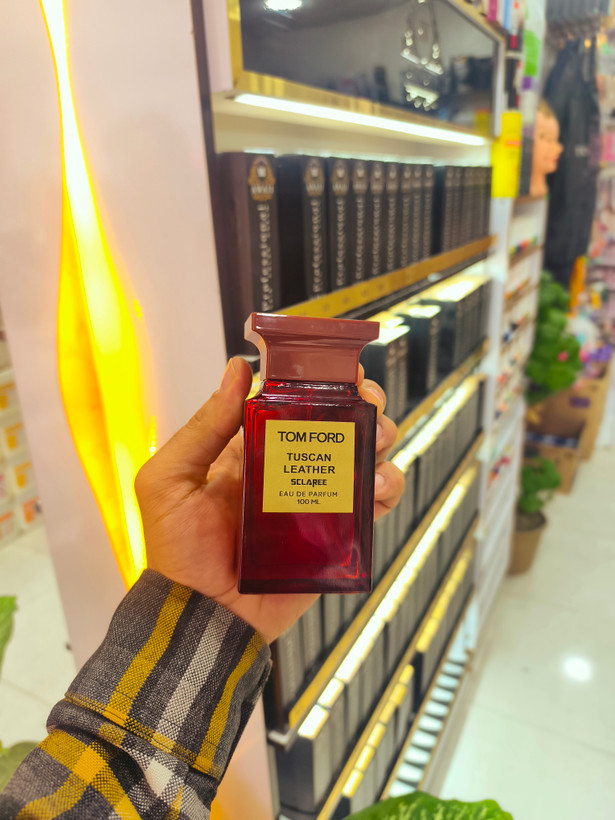 TOM FORD
TUSCAN
LEATHER
SCLAREE
EAU DE PARFUM
100 ML